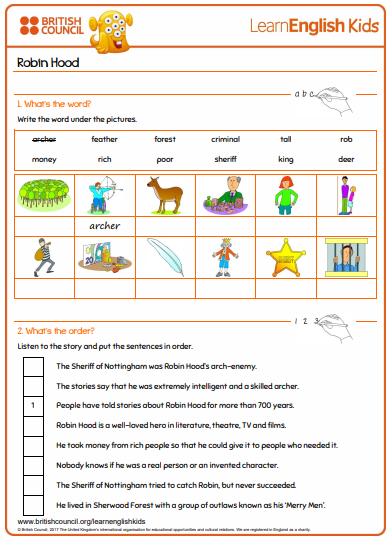 BRITISH
COUNCIL
LearnEnglish Kids
Robin Hood
a b c
1. What's the word?
Write the word under the pictures.
archer feather forest criminal tall rob
money rich poor sheriff king deer
archer
20
1 2 3
2. What's the order?
Listen to the story and put the sentences in order.
The Sheriff of Nottingham was Robin Hood's arch-enemy.
The stories say that he was extremely intelligent and a skilled archer.
1 People have told stories about Robin Hood for more than 700 years.
Robin Hood is a well-loved hero in literature, theatre, TV and films.
He took money from rich people so that he could give it to people who needed it.
Nobody knows if he was a real person or an invented character.
The Sheriff of Nottingham tried to catch Robin, but never succeeded.
He lived in Sherwood Forest with a group of outlaws known as his 'Merry Men'.
www.britishcouncil.org/learnenglishkids
© British Council, 2017 The United Kingdom's international organisation for educational opportunities and cultural relations. We are registered in England as a charity.